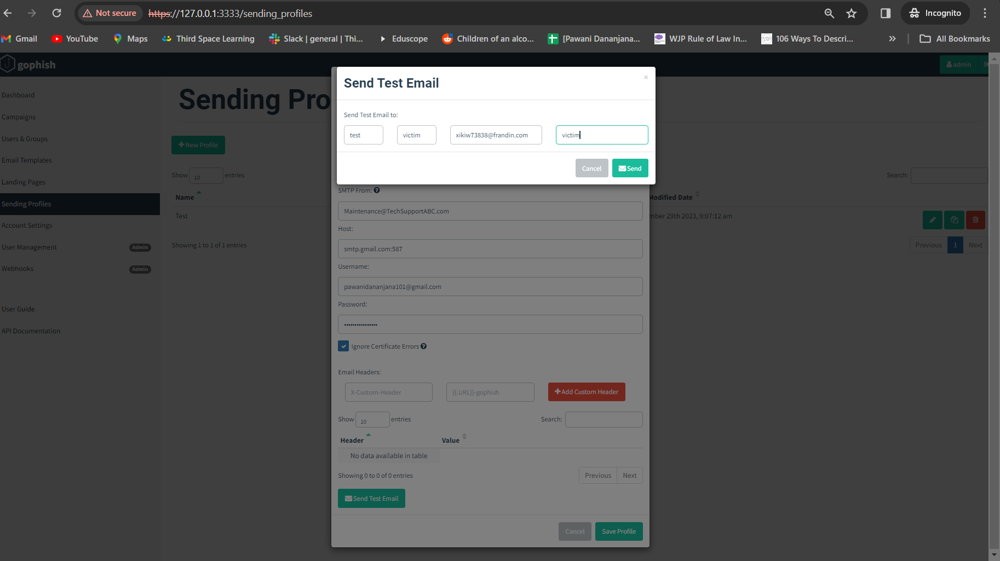 Not secure https://127.0.0.1:3333/sending_profiles Incognito
Gmail YouTube Maps Third Space Learning Slack | general | Thi... Eduscope Children of an alco... [Pawani Dananjana... WJP Rule of Law In... 106 Ways To Descri... » All Bookmarks
gophish admin
Send Test Email ×
Send Test Email to:
test victim xikiw73838@frandin.com victim
Cancel Send
Dashboard
Campaigns
Users & Groups
Email Templates
Landing Pages
Sending Profiles
Account Settings
User Management Admin
Webhooks Admin
User Guide
API Documentation
Sending Pro
New Profile
Show 10 entries Search:
Name Modified Date
Test mber 29th 2023, 9:07:12 am
Showing 1 to 1 of 1 entries Previous 1 Next
SMTP From:
Maintenance@TechSupportABC.com
Host:
smtp.gmail.com:587
Username:
pawanidananjana101@gmail.com
Password:
••••••••••••••••
Ignore Certificate Errors
Email Headers:
X-Custom-Header {{.URL}}-gophish Add Custom Header
Show 10 entries Search:
Header Value
No data available in table
Showing 0 to 0 of 0 entries Previous Next
Send Test Email
Cancel Save Profile